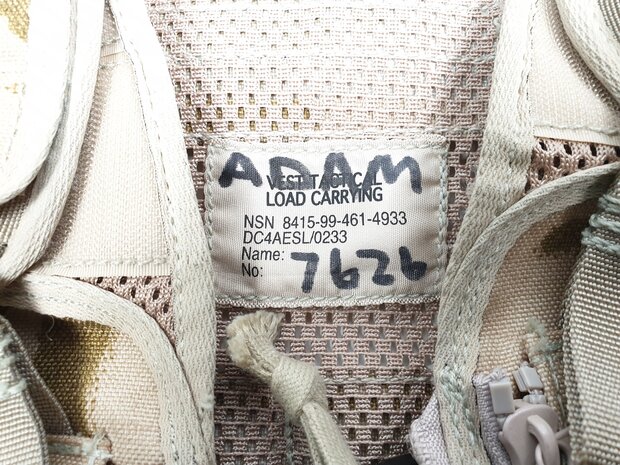 ADAM
VEST TACTICAL
LOAD CARRYING
NSN 8415-99-461-4933
DC4AESL/0233
Name:
No: 7626